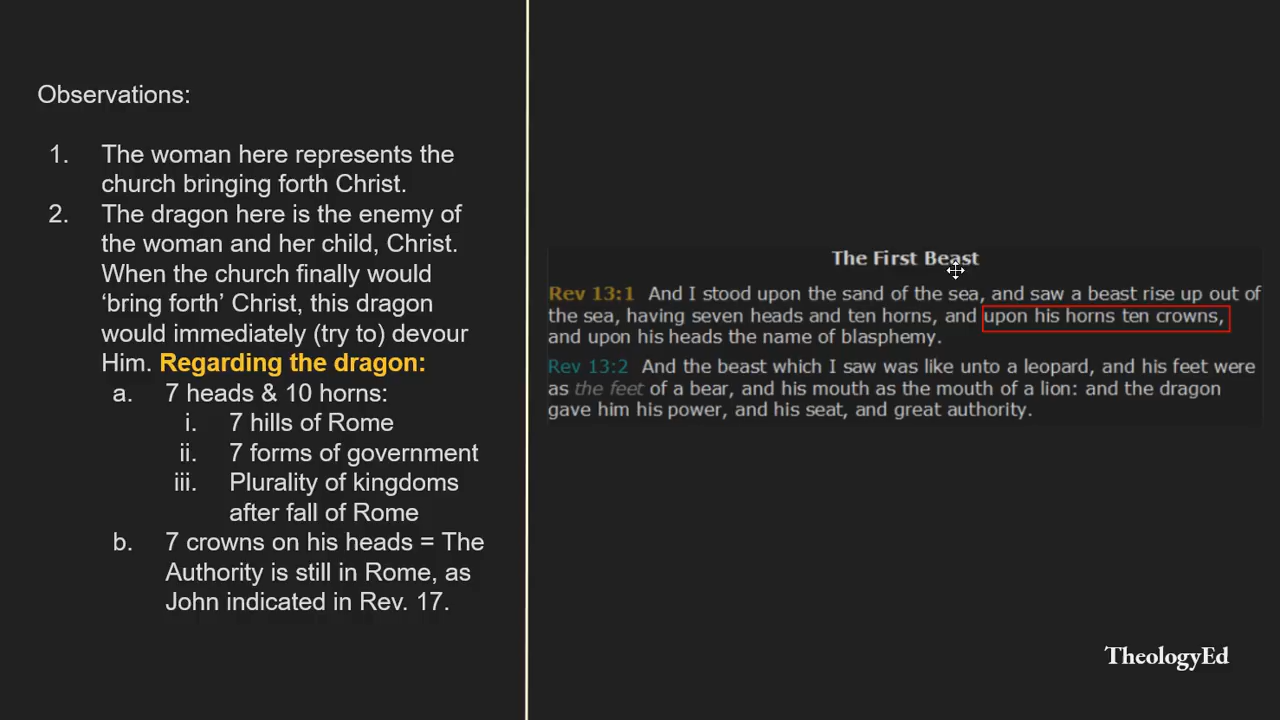 Observations:
1. The woman here represents the
church bringing forth Christ.
2. The dragon here is the enemy of
the woman and her child, Christ.
When the church finally would
‘bring forth’ Christ, this dragon
would immediately (try to) devour
Him. Regarding the dragon:
a. 7 heads & 10 horns:
i. 7 hills of Rome
ii. 7 forms of government
iii. Plurality of kingdoms
after fall of Rome
b. 7 crowns on his heads = The
Authority is still in Rome, as
John indicated in Rev. 17.
The First Beast
Rev 13:1 And I stood upon the sand of the sea, and saw a beast rise up out of
the sea, having seven heads and ten horns, and upon his horns ten crowns,
and upon his heads the name of blasphemy.
Rev 13:2 And the beast which I saw was like unto a leopard, and his feet were
as the feet of a bear, and his mouth as the mouth of a lion: and the dragon
gave him his power, and his seat, and great authority.
TheologyEd